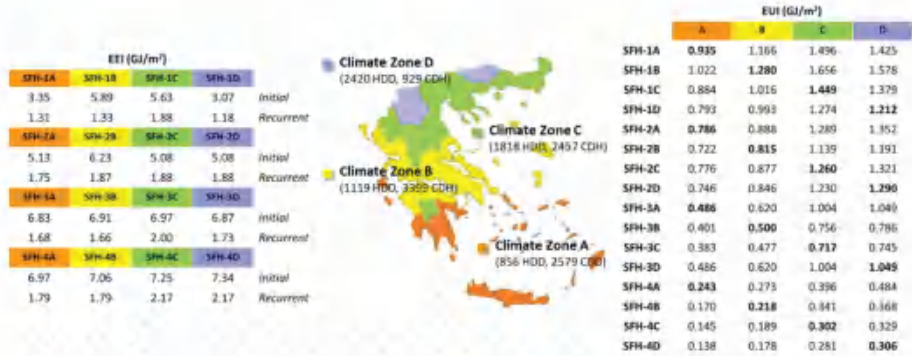 EEI (GJ/m²)
SFH-1A SFH-1B SFH-1C SFH-1D
3.35 5.89 5.63 3.07 Initial
1.31 1.33 1.88 1.18 Recurrent
SFH-2A SFH-2B SFH-2C SFH-2D
5.13 6.23 5.08 5.08 Initial
1.75 1.87 1.88 1.88 Recurrent
SFH-3A SFH-3B SFH-3C SFH-3D
6.83 6.91 6.97 6.87 Initial
1.68 1.66 2.00 1.73 Recurrent
SFH-4A SFH-4B SFH-4C SFH-4D
6.97 7.06 7.25 7.34 Initial
1.79 1.79 2.17 2.17 Recurrent
Climate Zone D
(2420 HDD, 929 CDH)
Climate Zone C
(1818 HDD, 2457 CDH)
Climate Zone B
(1119 HDD, 3399 CDH)
Climate Zone A
(856 HDD, 2579 CDD)
EUI (GJ/m²)
A B C D
SFH-1A 0.935 1.166 1.496 1.425
SFH-1B 1.022 1.280 1.656 1.578
SFH-1C 0.884 1.016 1.449 1.379
SFH-1D 0.793 0.993 1.274 1.212
SFH-2A 0.786 0.888 1.289 1.352
SFH-2B 0.722 0.815 1.139 1.191
SFH-2C 0.776 0.877 1.260 1.321
SFH-2D 0.746 0.846 1.230 1.290
SFH-3A 0.486 0.620 1.004 1.049
SFH-3B 0.401 0.500 0.756 0.786
SFH-3C 0.383 0.477 0.717 0.745
SFH-3D 0.486 0.620 1.004 1.049
SFH-4A 0.243 0.273 0.396 0.484
SFH-4B 0.170 0.218 0.341 0.368
SFH-4C 0.145 0.189 0.302 0.329
SFH-4D 0.138 0.178 0.281 0.306